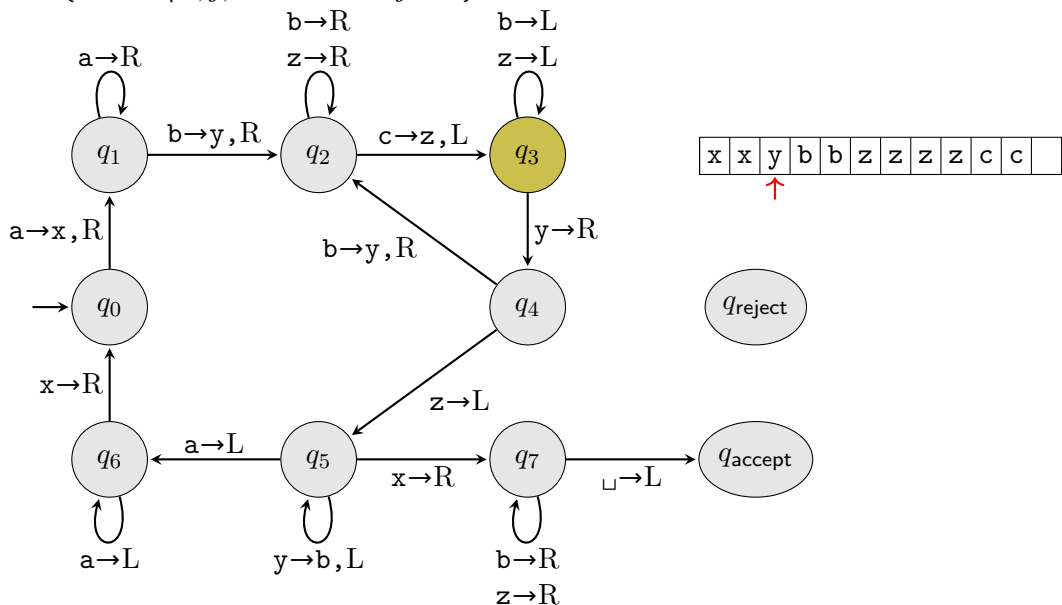 b→R
b→L
a→R
z→R
z→L
q1
b→y,R
q2
c→z,L
q3
x x y b b z z z z c c
a→x,R
b→y,R
y→R
q0
q4
qreject
x→R
z→L
q6
a→L
q5
x→R
q7
␣→L
qaccept
a→L
y→b,L
b→R
z→R